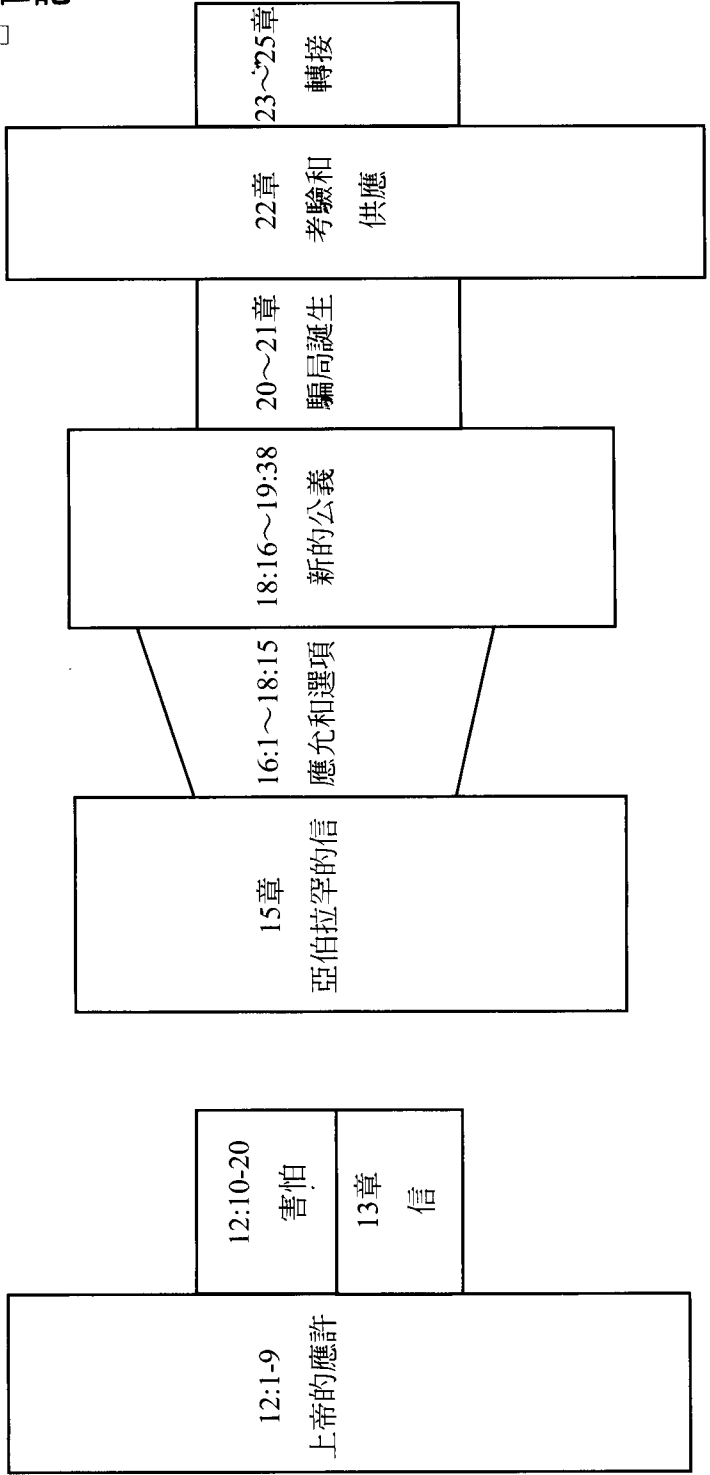 12:1-9
上帝的應許
12:10-20
害怕
13章
信
15章
亞伯拉罕的信
16:1～18:15
應允和選項
18:16～19:38
新的公義
20～21章
騙局誕生
22章
考驗和
供應
23～25章
轉接